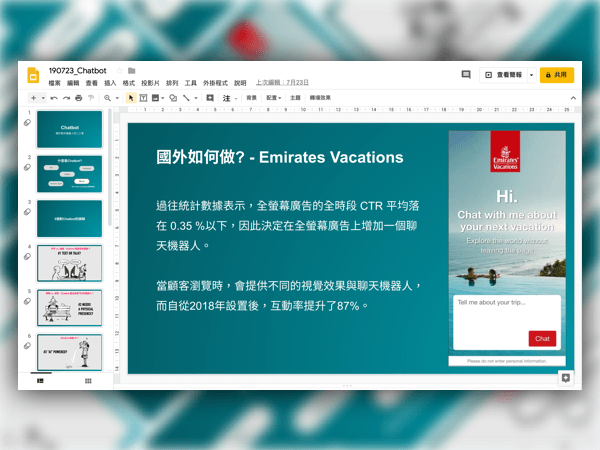 190723_Chatbot
檔案 編輯 查看 插入 格式 投影片 排列 工具 外掛程式 說明 上次編輯：7月23日
查看簡報
共用
注
背景 配置 主題 轉場效果
1
Chatbot
2
3
4
#1 TEXT OR TALK?
5
#2 NEEDS A PHYSICAL PRESENCE?
6
#3 "AI" POWERED?
國外如何做? - Emirates Vacations
過往統計數據表示，全螢幕廣告的全時段 CTR 平均落
在 0.35 %以下，因此決定在全螢幕廣告上增加一個聊
天機器人。
當顧客瀏覽時，會提供不同的視覺效果與聊天機器人，
而自從2018年設置後，互動率提升了87%。
Emirates
Vacations
Hi.
Chat with me about
your next vacation
Explore the world without
leaving the page.
Tell me about your trip...
Chat
Please do not enter personal information.